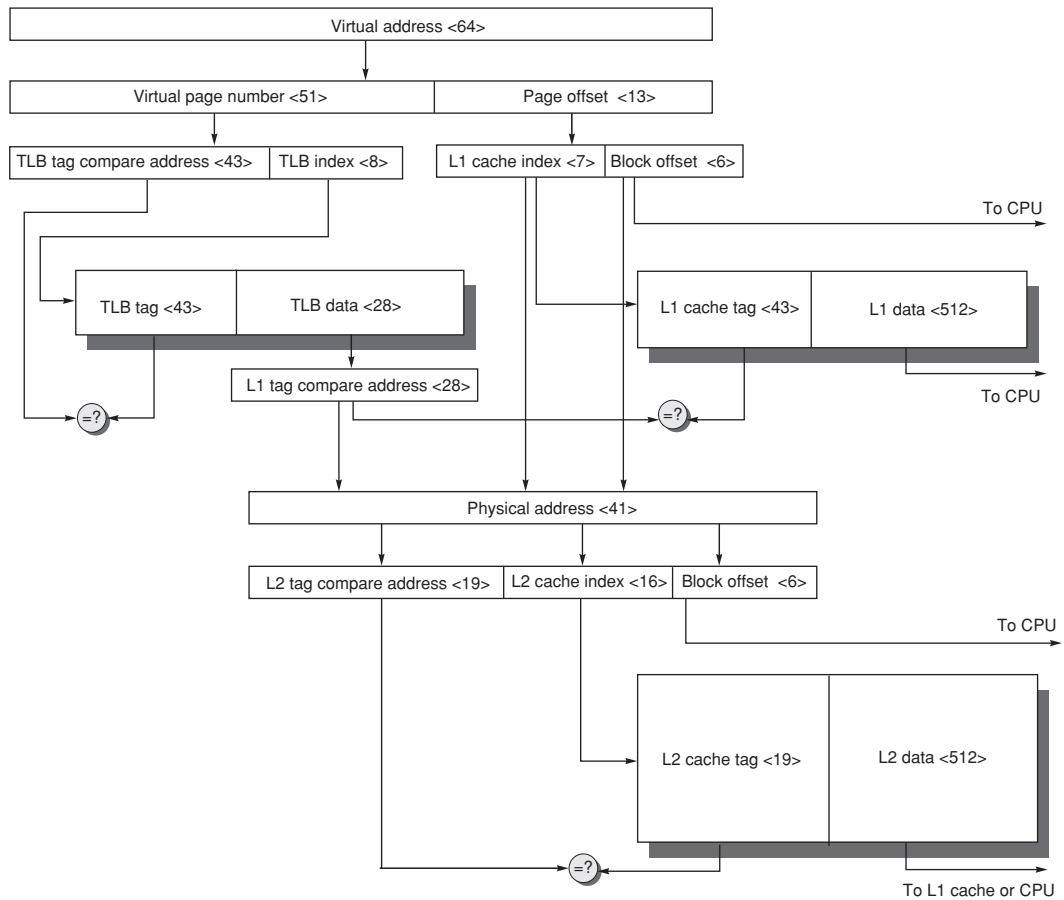 Virtual address <64>
Virtual page number <51>
Page offset <13>
TLB tag compare address <43>
TLB index <8>
L1 cache index <7>
Block offset <6>
To CPU
TLB tag <43>
TLB data <28>
L1 cache tag <43>
L1 data <512>
To CPU
L1 tag compare address <28>
=?
=?
Physical address <41>
L2 tag compare address <19>
L2 cache index <16>
Block offset <6>
To CPU
L2 cache tag <19>
L2 data <512>
=?
To L1 cache or CPU